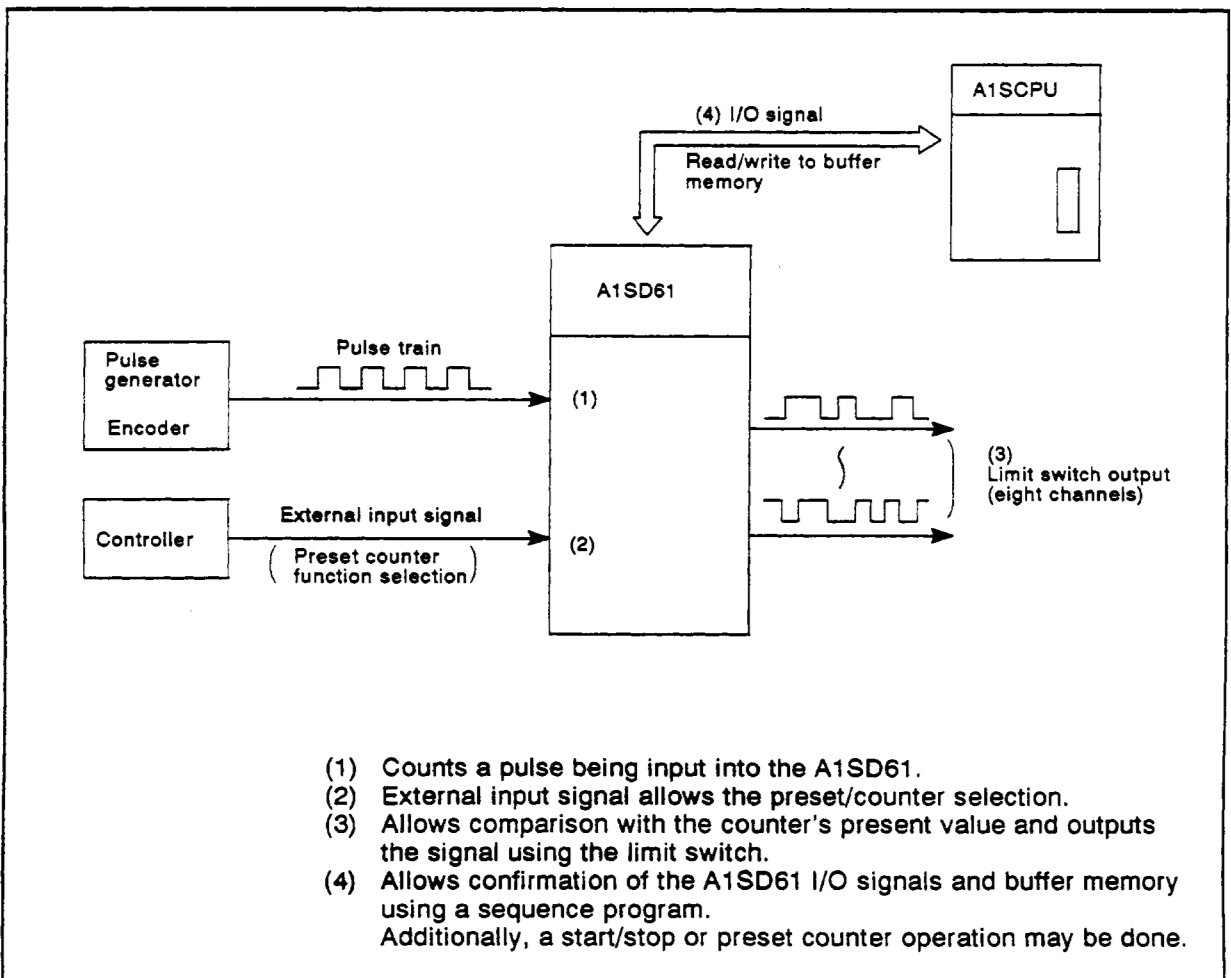 A1SCPU
(4) I/O signal
Read/write to buffer
memory
A1SD61
Pulse
generator
Encoder
Pulse train
(1)
(3)
Limit switch output
(eight channels)
Controller
External input signal
(Preset counter
function selection)
(2)
(1) Counts a pulse being input into the A1SD61.
(2) External input signal allows the preset/counter selection.
(3) Allows comparison with the counter's present value and outputs
the signal using the limit switch.
(4) Allows confirmation of the A1SD61 I/O signals and buffer memory
using a sequence program.
Additionally, a start/stop or preset counter operation may be done.